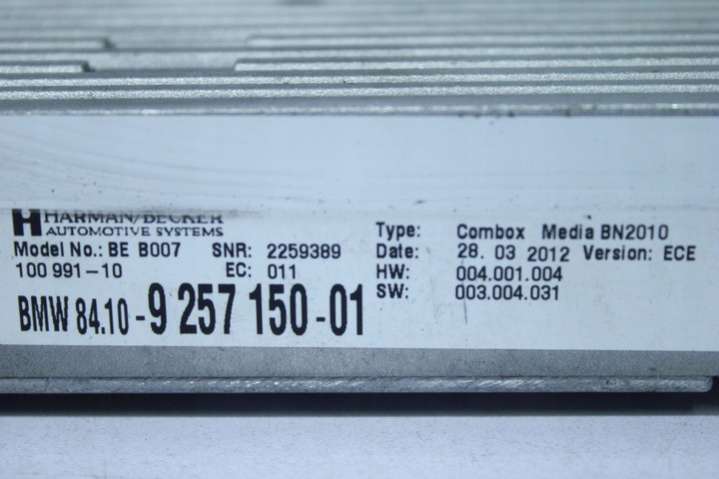 HARMAN/BECKER
AUTOMOTIVE SYSTEMS
Model No.: BE B007 SNR: 2259389
100 991-10 EC: 011
BMW 84.10-9 257 150-01
Type: Combox Media BN2010
Date: 28. 03 2012 Version: ECE
HW: 004.001.004
SW: 003.004.031